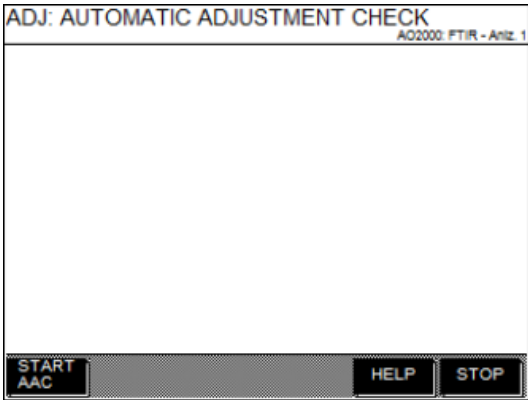 ADJ: AUTOMATIC ADJUSTMENT CHECK
AO2000: FTIR - Anlz. 1
START
AAC
HELP
STOP